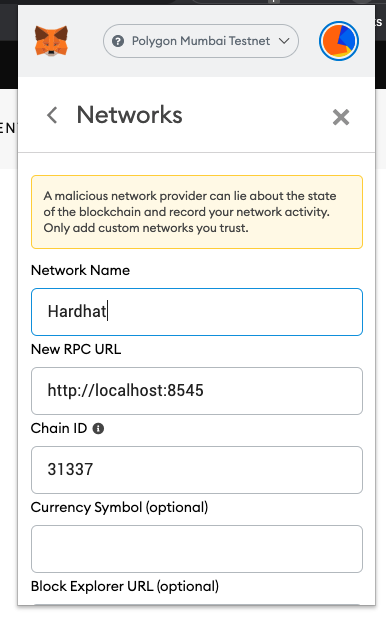 Polygon Mumbai Testnet
ks
Networks
EN
A malicious network provider can lie about the state
of the blockchain and record your network activity.
Only add custom networks you trust.
Network Name
Hardhat
New RPC URL
http://localhost:8545
Chain ID
31337
Currency Symbol (optional)
Block Explorer URL (optional)